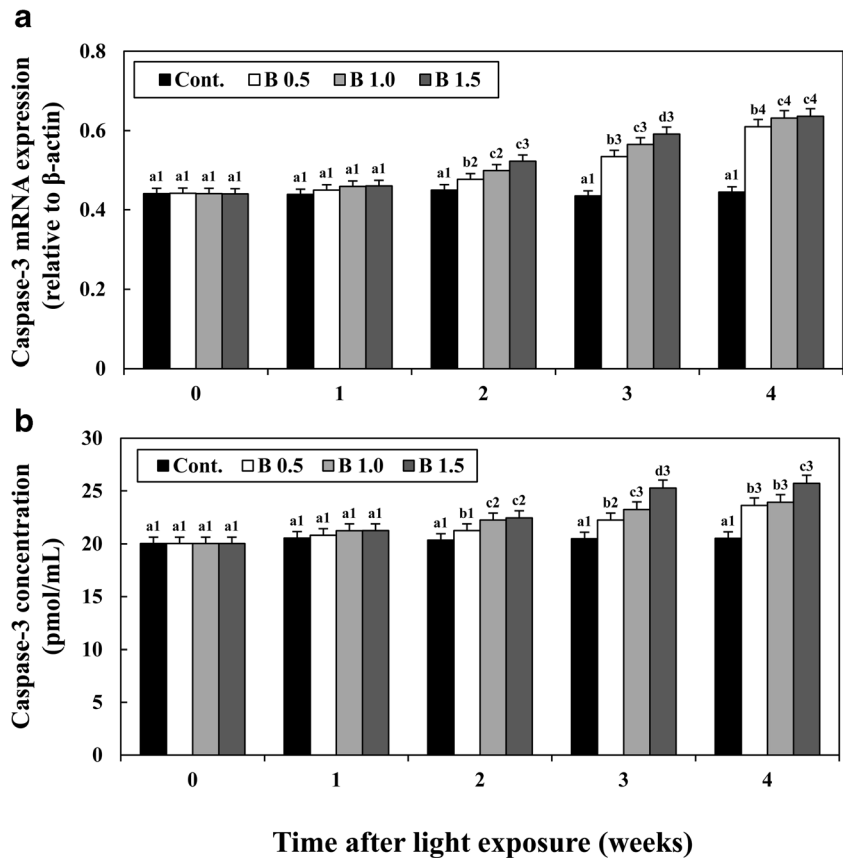 a
Caspase-3 mRNA expression
(relative to β-actin)
0.8
0.6
0.4
0.2
0
Cont. B 0.5 B 1.0 B 1.5
a1 a1 a1 a1
a1 a1 a1 a1
a1 b2 c2 c3
a1 b3 c3 d3
a1 b4 c4 c4
0 1 2 3 4
b
Caspase-3 concentration
(pmol/mL)
30
25
20
15
10
5
0
Cont. B 0.5 B 1.0 B 1.5
a1 a1 a1 a1
a1 a1 a1 a1
a1 b1 c2 c2
a1 b2 c3 d3
a1 b3 b3 c3
0 1 2 3 4
Time after light exposure (weeks)